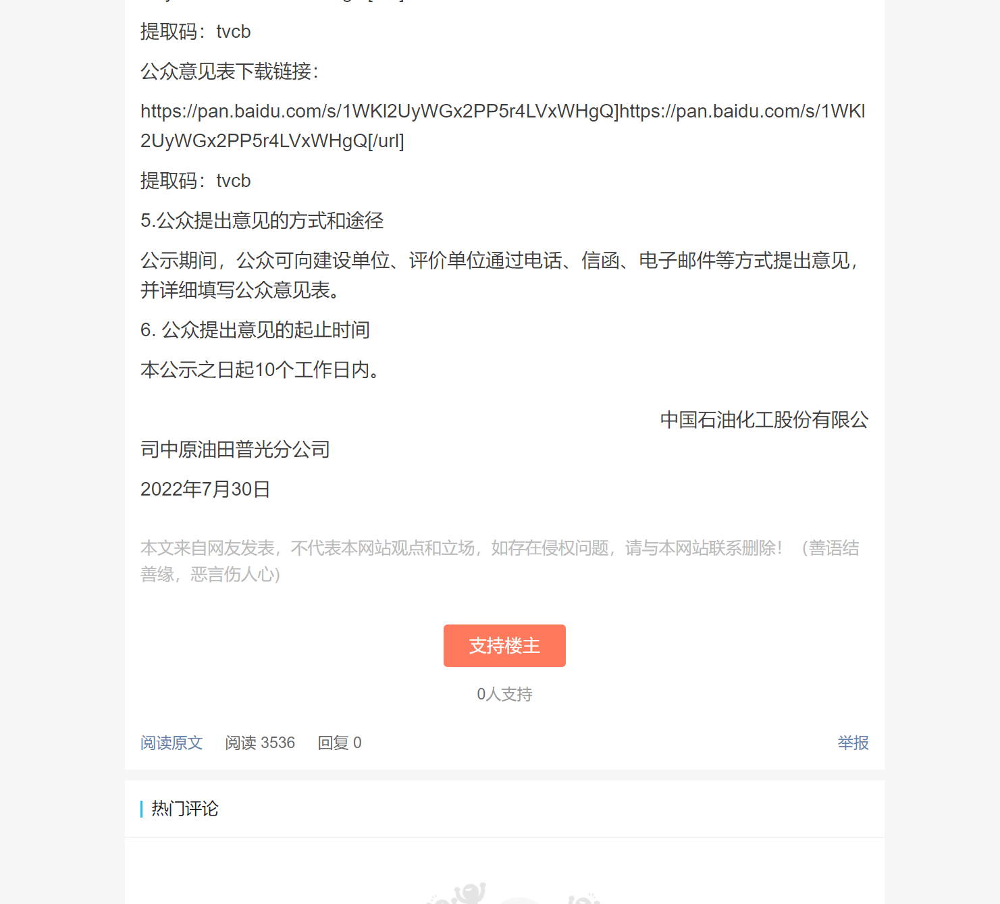 提取码：tvcb
公众意见表下载链接：
https://pan.baidu.com/s/1WKl2UyWGx2PP5r4LVxWHgQ]https://pan.baidu.com/s/1WKl
2UyWGx2PP5r4LVxWHgQ[/url]
提取码：tvcb
5.公众提出意见的方式和途径
公示期间，公众可向建设单位、评价单位通过电话、信函、电子邮件等方式提出意见，
并详细填写公众意见表。
6. 公众提出意见的起止时间
本公示之日起10个工作日内。
中国石油化工股份有限公
司中原油田普光分公司
2022年7月30日
本文来自网友发表，不代表本网站观点和立场，如存在侵权问题，请与本网站联系删除！（善语结
善缘，恶言伤人心)
支持楼主
0人支持
阅读原文 阅读 3536 回复 0 举报
热门评论